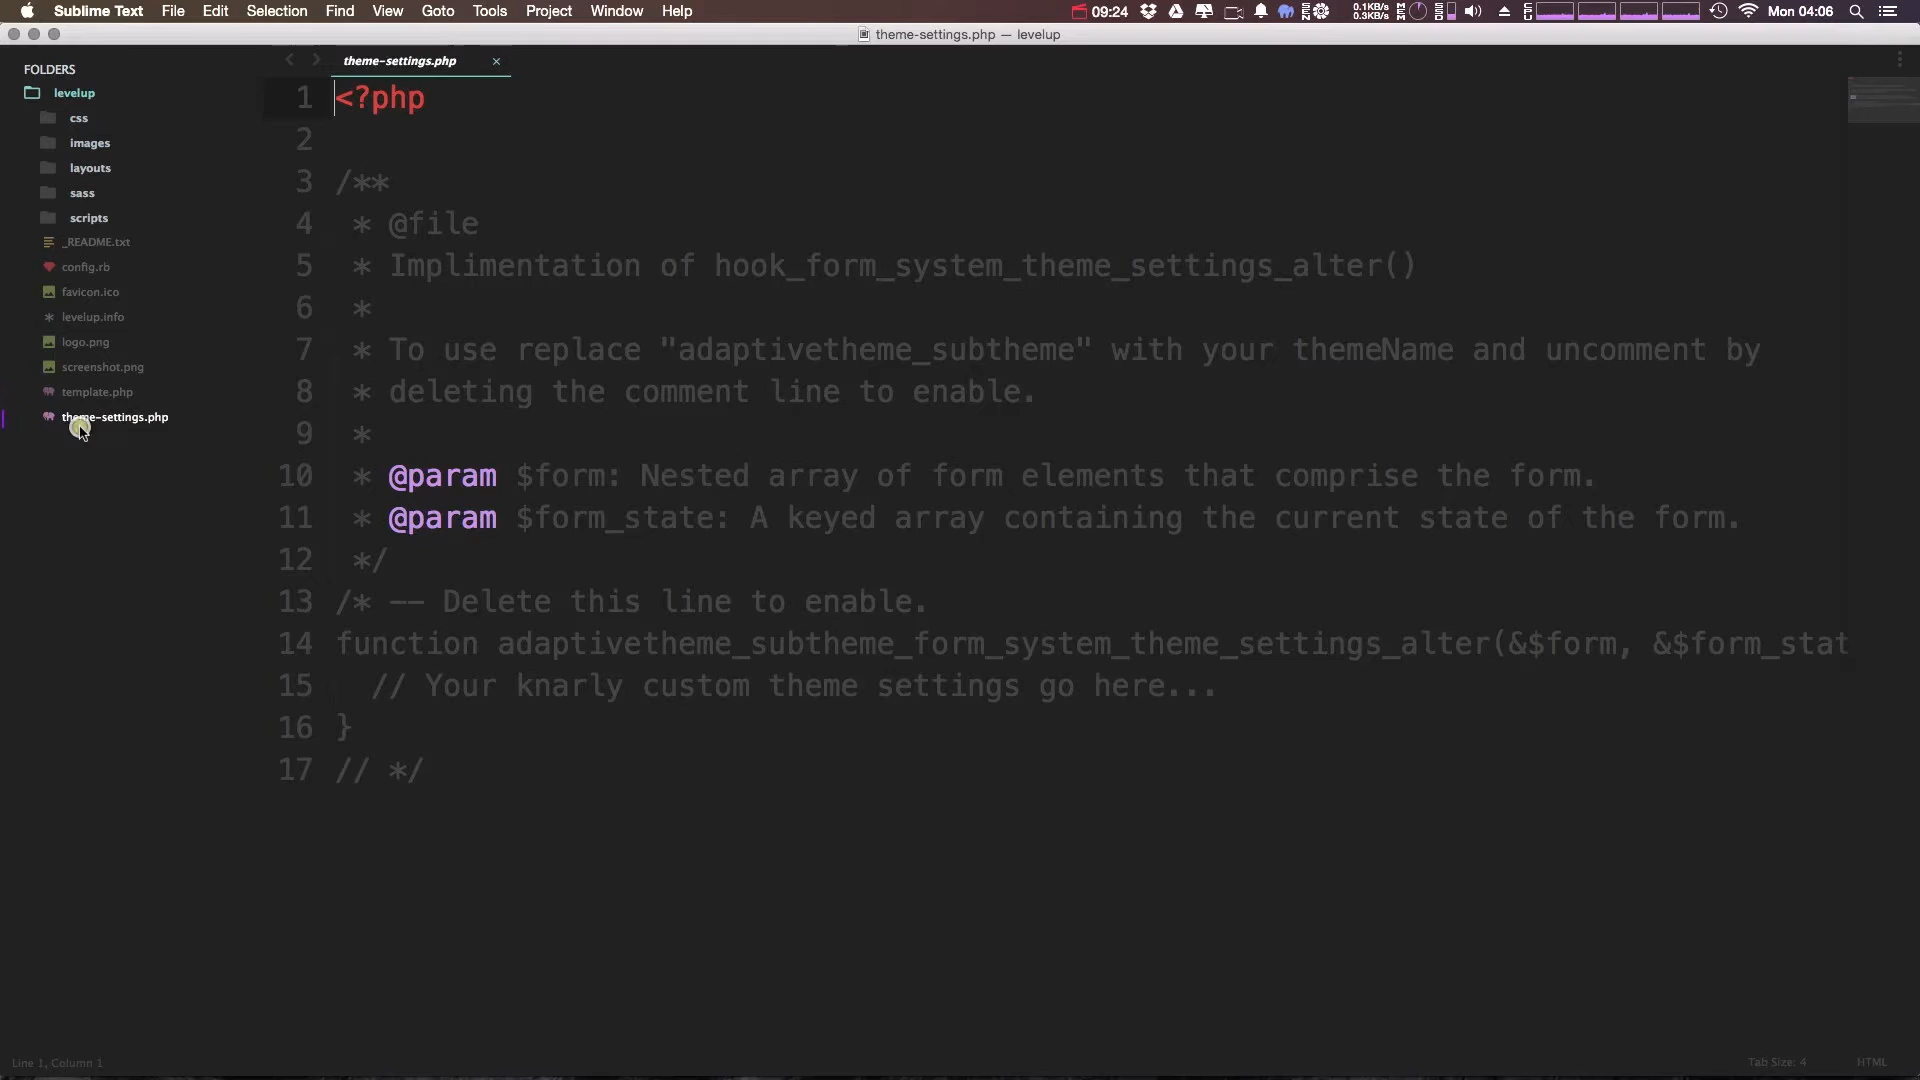 Sublime Text File Edit Selection Find View Goto Tools Project Window Help 09:24 0.1KB/s 0.3KB/s Mon 04:06
theme-settings.php — levelup
FOLDERS
levelup
css
images
layouts
sass
scripts
_README.txt
config.rb
favicon.ico
levelup.info
logo.png
screenshot.png
template.php
theme-settings.php
theme-settings.php ×
1 <?php
2
3 /**
4 * @file
5 * Implimentation of hook_form_system_theme_settings_alter()
6 *
7 * To use replace "adaptivetheme_subtheme" with your themeName and uncomment by
8 * deleting the comment line to enable.
9 *
10 * @param $form: Nested array of form elements that comprise the form.
11 * @param $form_state: A keyed array containing the current state of the form.
12 */
13 /* -- Delete this line to enable.
14 function adaptivetheme_subtheme_form_system_theme_settings_alter(&$form, &$form_stat
15 // Your knarly custom theme settings go here...
16 }
17 // */
Line 1, Column 1
Tab Size: 4
HTML